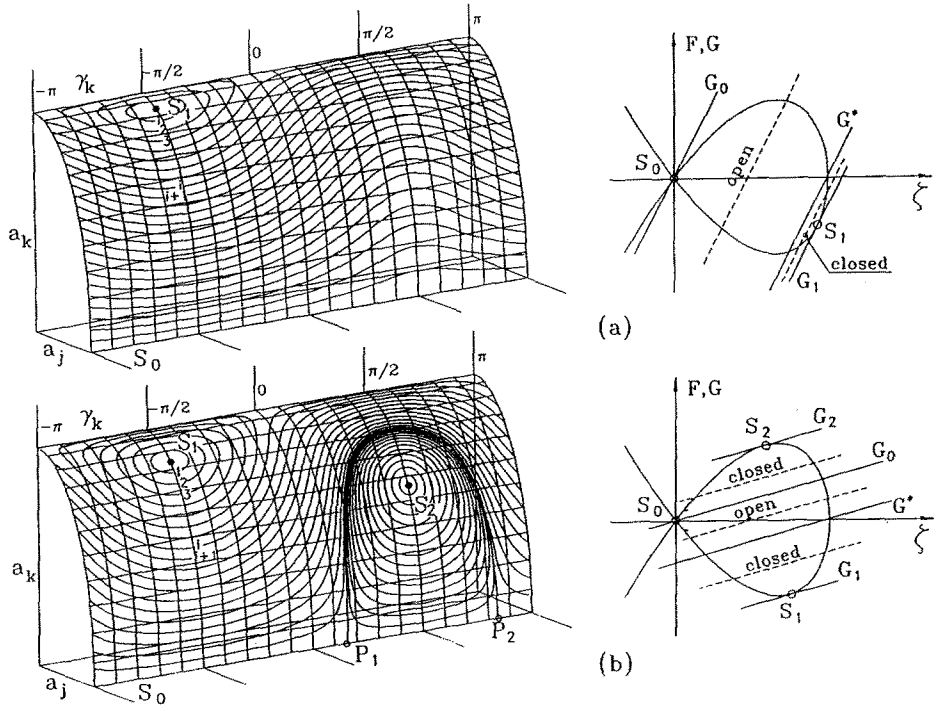 −π γₖ −π/2 0 π/2 π
S₁
1
2
3
i
i+1
aₖ
aⱼ S₀
F,G
G₀
G*
S₀
open
ζ
S₁
closed
G₁
(a)
−π γₖ −π/2 0 π/2 π
S₁
1
2
3
i
i+1
S₂
aₖ
P₁ P₂
aⱼ S₀
F,G
S₂ G₂
closed
G₀
S₀
open
G*
ζ
closed
G₁
S₁
(b)